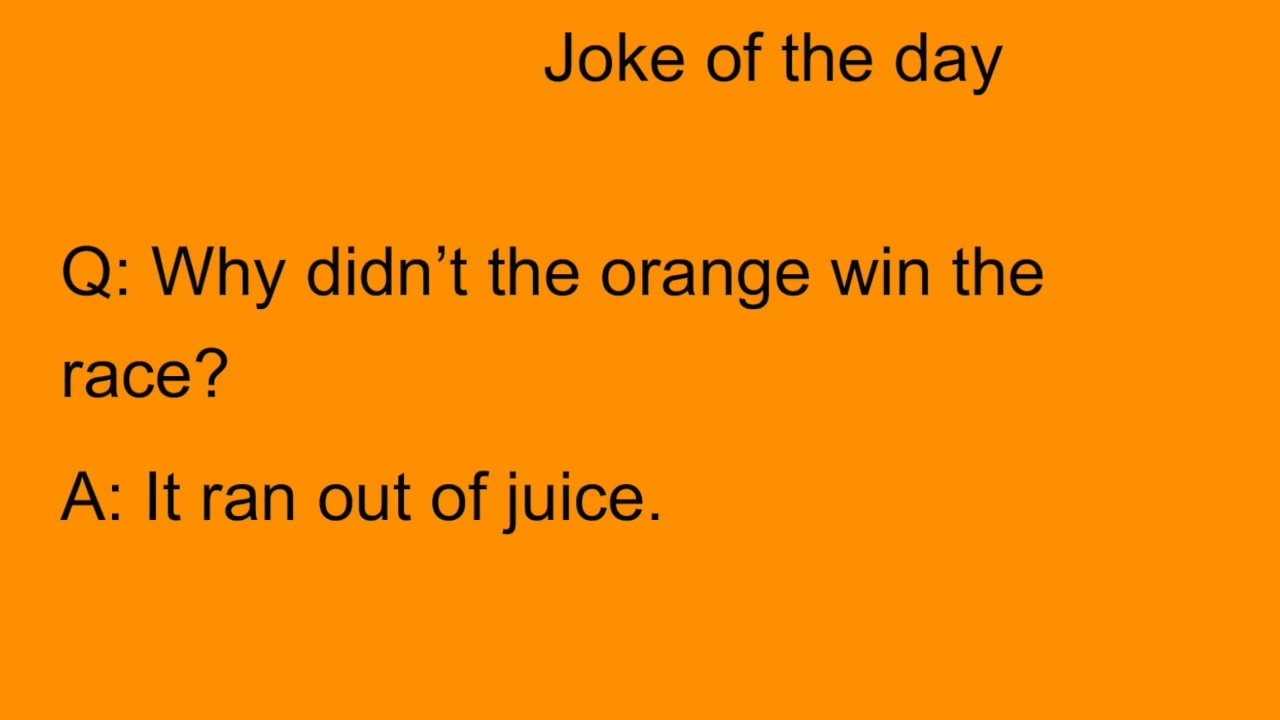 Joke of the day
Q: Why didn’t the orange win the
race?
A: It ran out of juice.